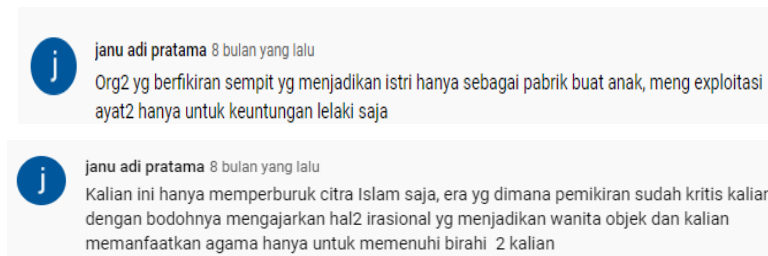 j
janu adi pratama 8 bulan yang lalu
Org2 yg berfikiran sempit yg menjadikan istri hanya sebagai pabrik buat anak, meng exploitasi
ayat2 hanya untuk keuntungan lelaki saja
j
janu adi pratama 8 bulan yang lalu
Kalian ini hanya memperburuk citra Islam saja, era yg dimana pemikiran sudah kritis kalian
dengan bodohnya mengajarkan hal2 irasional yg menjadikan wanita objek dan kalian
memanfaatkan agama hanya untuk memenuhi birahi 2 kalian